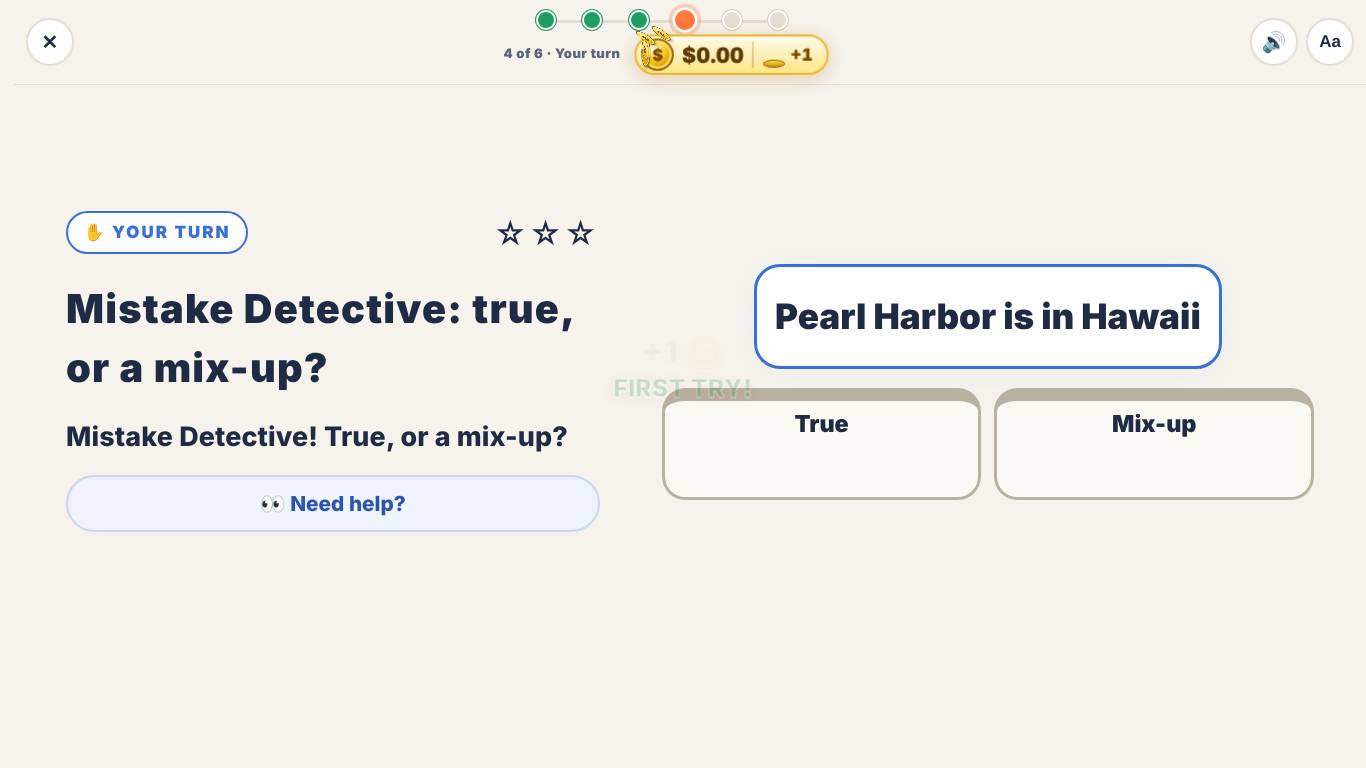 ✕
4 of 6 · Your turn
$ $0.00 +1
Aa
YOUR TURN
Mistake Detective: true,
or a mix-up?
Mistake Detective! True, or a mix-up?
Need help?
+1
FIRST TRY!
Pearl Harbor is in Hawaii
True
Mix-up